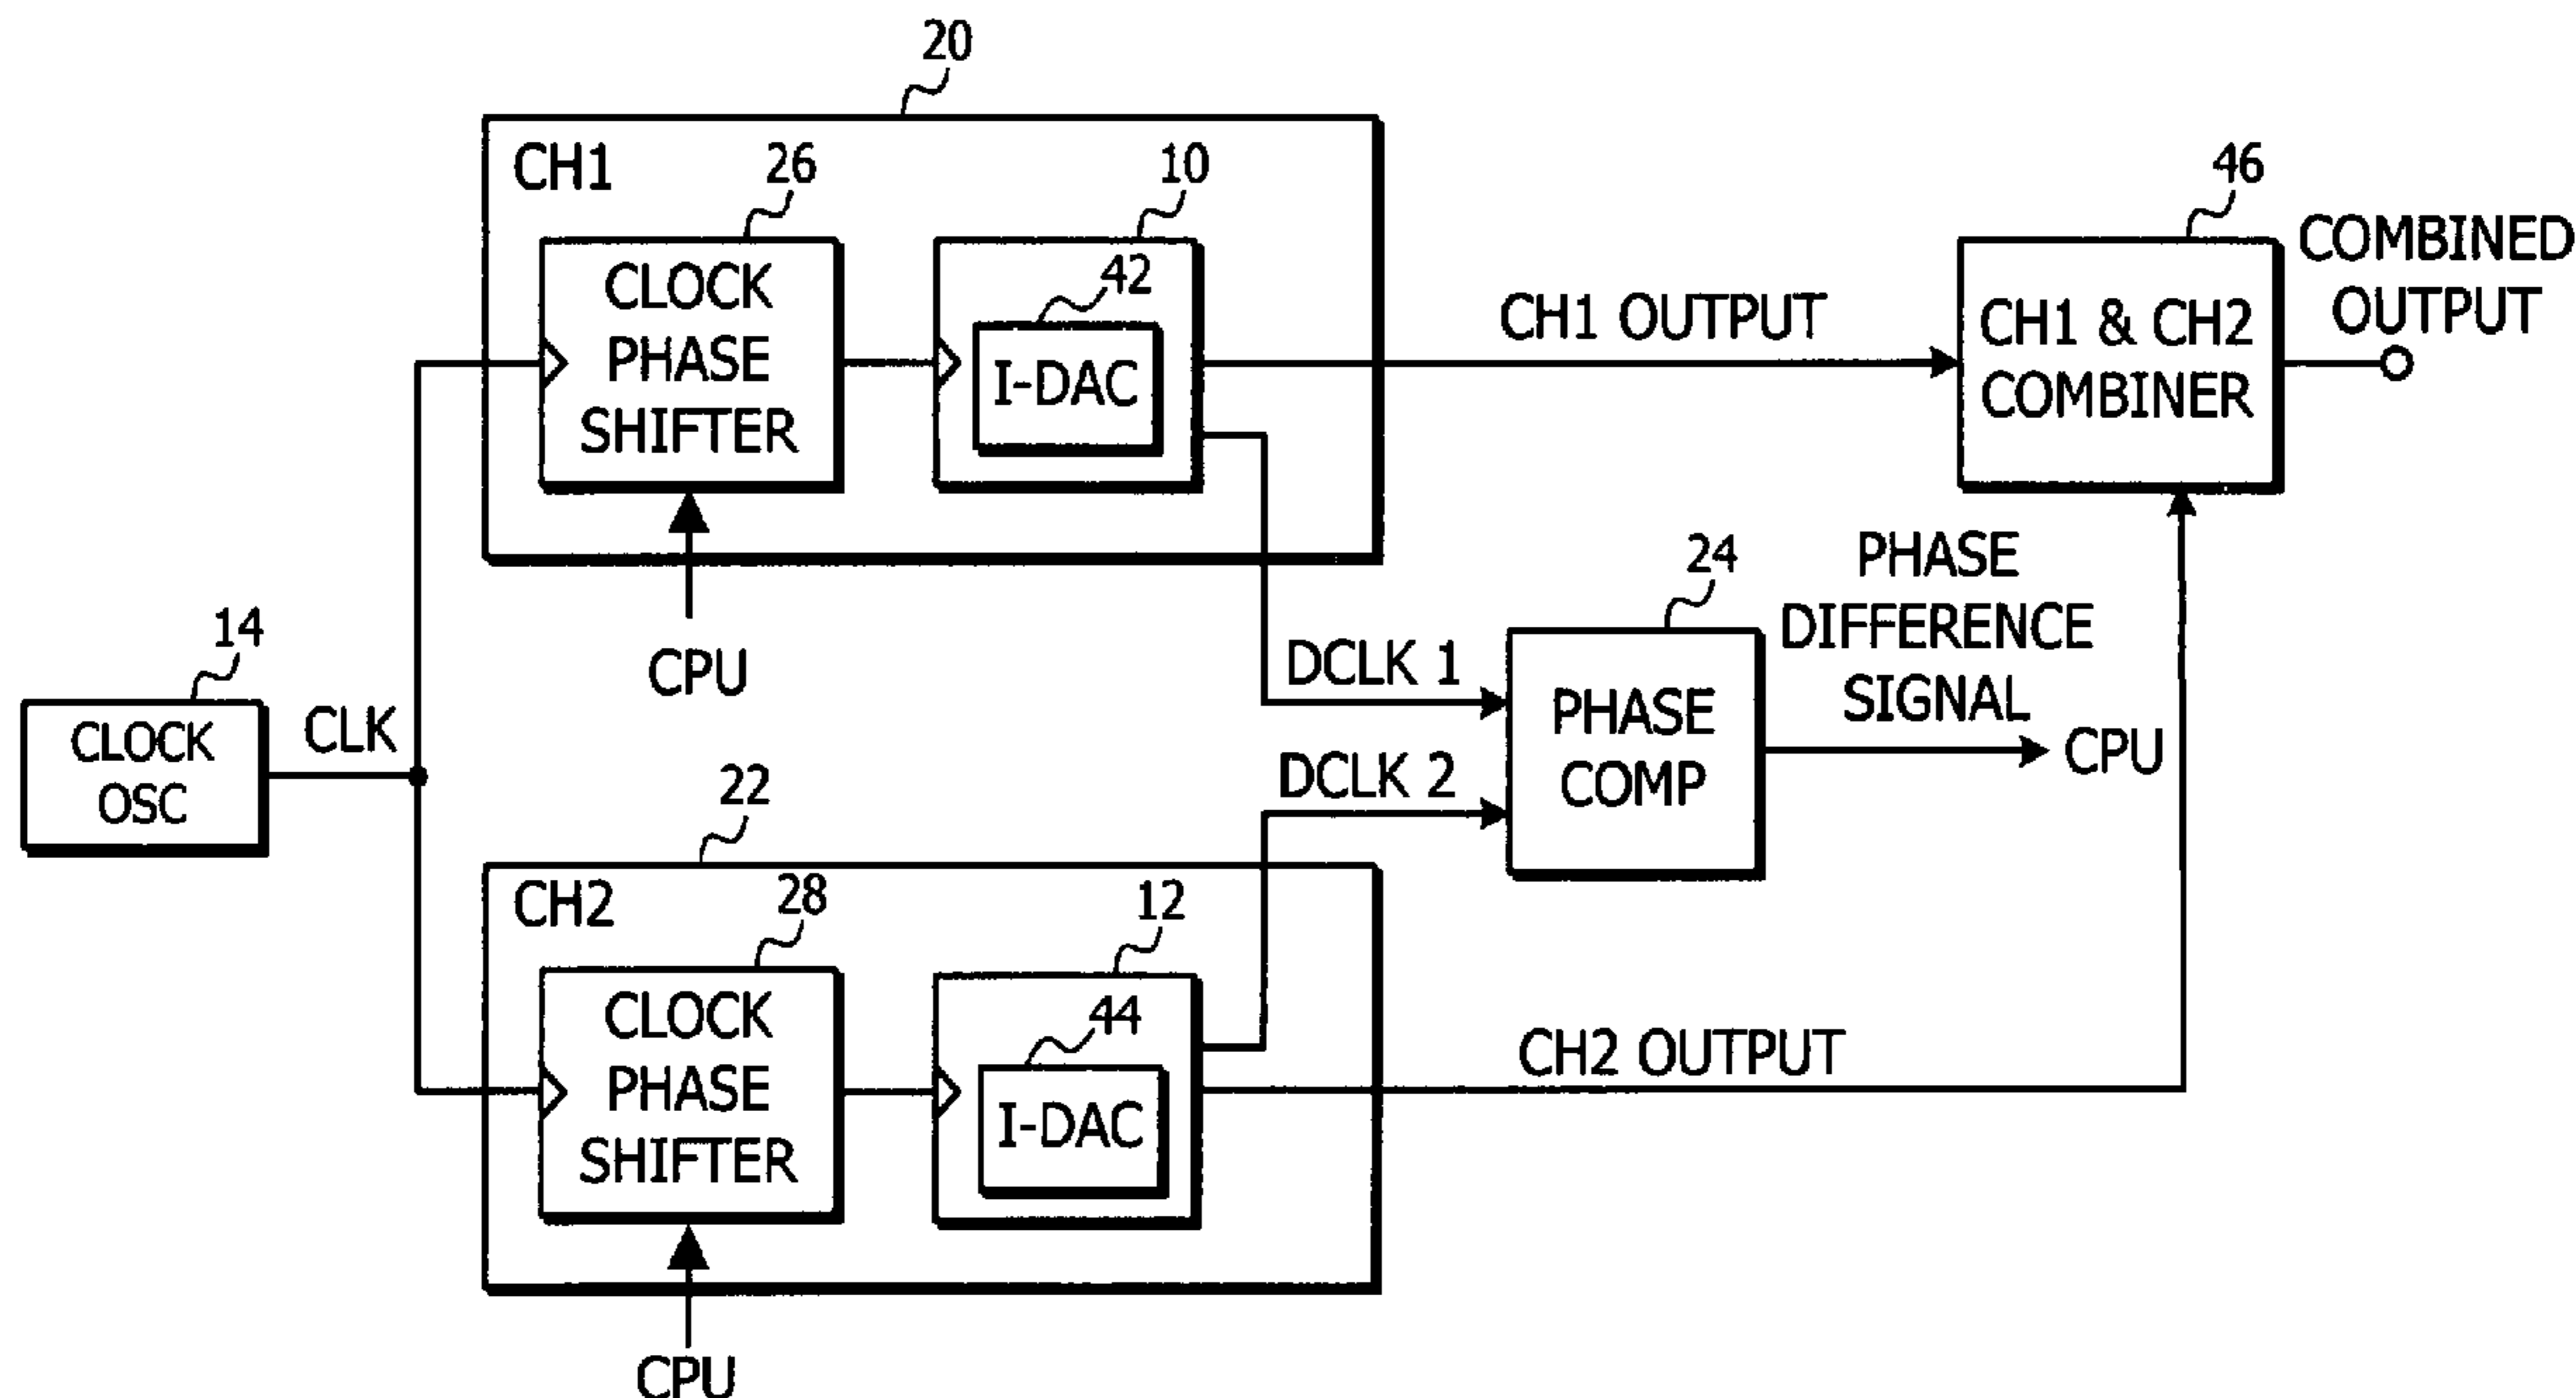 20
CH1
26
10
42
CLOCK
PHASE
SHIFTER
I-DAC
CPU
CH1 OUTPUT
46
CH1 & CH2
COMBINER
COMBINED
OUTPUT
14
CLOCK
OSC
CLK
DCLK 1
DCLK 2
24
PHASE
COMP
PHASE
DIFFERENCE
SIGNAL
CPU
22
CH2
28
12
44
CLOCK
PHASE
SHIFTER
I-DAC
CPU
CH2 OUTPUT